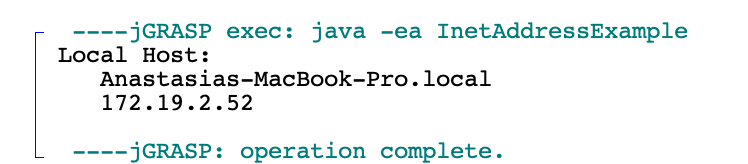 ----jGRASP exec: java -ea InetAddressExample
Local Host:
Anastasias-MacBook-Pro.local
172.19.2.52
----jGRASP: operation complete.